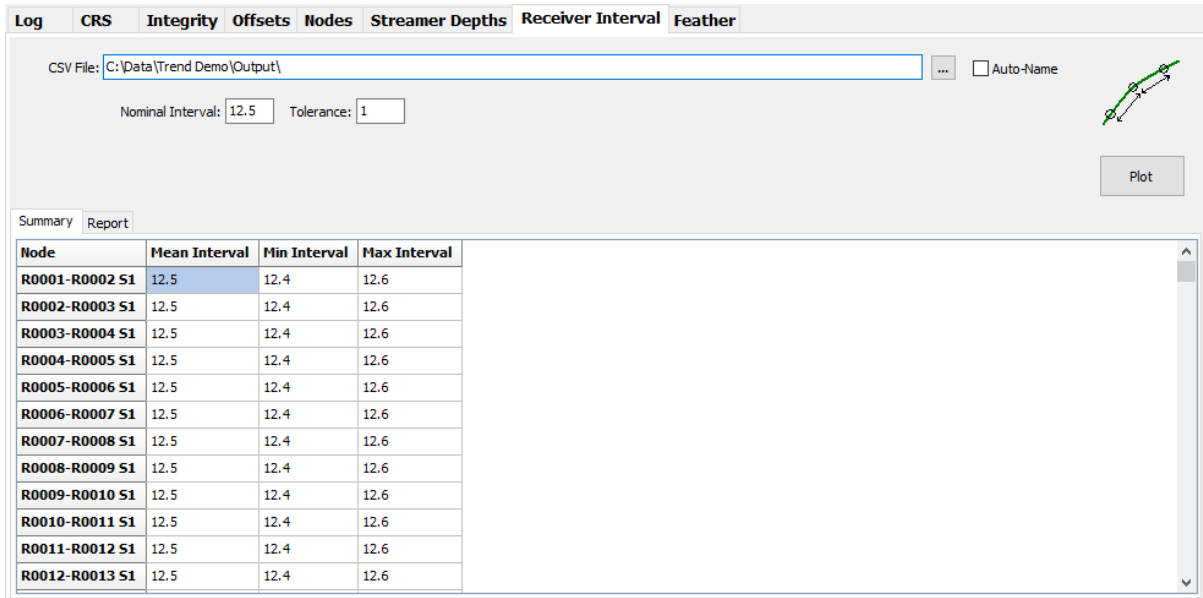 Log CRS Integrity Offsets Nodes Streamer Depths Receiver Interval Feather
CSV File: C:\Data\Trend Demo\Output\ ... Auto-Name
Nominal Interval: 12.5 Tolerance: 1
Plot
Summary Report
Node Mean Interval Min Interval Max Interval
R0001-R0002 S1 12.5 12.4 12.6
R0002-R0003 S1 12.5 12.4 12.6
R0003-R0004 S1 12.5 12.4 12.6
R0004-R0005 S1 12.5 12.4 12.6
R0005-R0006 S1 12.5 12.4 12.6
R0006-R0007 S1 12.5 12.4 12.6
R0007-R0008 S1 12.5 12.4 12.6
R0008-R0009 S1 12.5 12.4 12.6
R0009-R0010 S1 12.5 12.4 12.6
R0010-R0011 S1 12.5 12.4 12.6
R0011-R0012 S1 12.5 12.4 12.6
R0012-R0013 S1 12.5 12.4 12.6